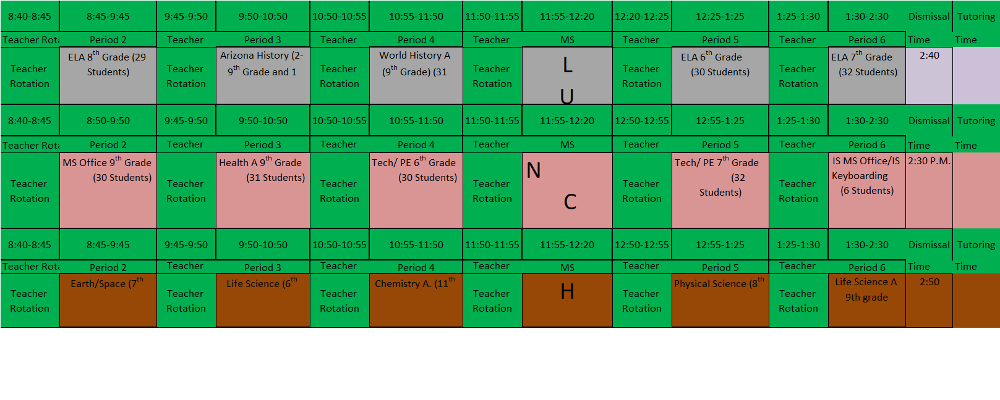 8:40-8:45 8:45-9:45 9:45-9:50 9:50-10:50 10:50-10:55 10:55-11:50 11:50-11:55 11:55-12:20 12:20-12:25 12:25-1:25 1:25-1:30 1:30-2:30 Dismissal Tutoring
Teacher Rota Period 2 Teacher Period 3 Teacher Period 4 Teacher MS Teacher Period 5 Teacher Period 6 Time Time
Teacher Rotation
ELA 8th Grade (29
Students)
Teacher
Rotation
Arizona History (2-
9th Grade and 1
Teacher
Rotation
World History A
(9th Grade) (31
Teacher
Rotation
L
U
Teacher
Rotation
ELA 6th Grade
(30 Students)
Teacher
Rotation
ELA 7th Grade
(32 Students)
2:40
8:40-8:45 8:50-9:50 9:45-9:50 9:50-10:50 10:50-10:55 10:55-11:50 11:50-11:55 11:55-12:20 12:50-12:55 12:55-1:25 1:25-1:30 1:30-2:30 Dismissal Tutoring
Teacher Rota Period 2 Teacher Period 3 Teacher Period 4 Teacher MS Teacher Period 5 Teacher Period 6 Time Time
Teacher
Rotation
MS Office 9th Grade
(30 Students)
Teacher
Rotation
Health A 9th Grade
(31 Students)
Teacher
Rotation
Tech/ PE 6th Grade
(30 Students)
Teacher
Rotation
N
C
Teacher
Rotation
Tech/ PE 7th Grade
(32
Students)
Teacher
Rotation
IS MS Office/IS
Keyboarding
(6 Students)
2:30 P.M.
8:40-8:45 8:45-9:45 9:45-9:50 9:50-10:50 10:50-10:55 10:55-11:50 11:50-11:55 11:55-12:20 12:50-12:55 12:55-1:25 1:25-1:30 1:30-2:30 Dismissal Tutoring
Teacher Rota Period 2 Teacher Period 3 Teacher Period 4 Teacher MS Teacher Period 5 Teacher Period 6 Time Time
Teacher
Rotation
Earth/Space (7th
Teacher
Rotation
Life Science (6th
Teacher
Rotation
Chemistry A. (11th
Teacher
Rotation
H
Teacher
Rotation
Physical Science (8th
Teacher
Rotation
Life Science A
9th grade
2:50